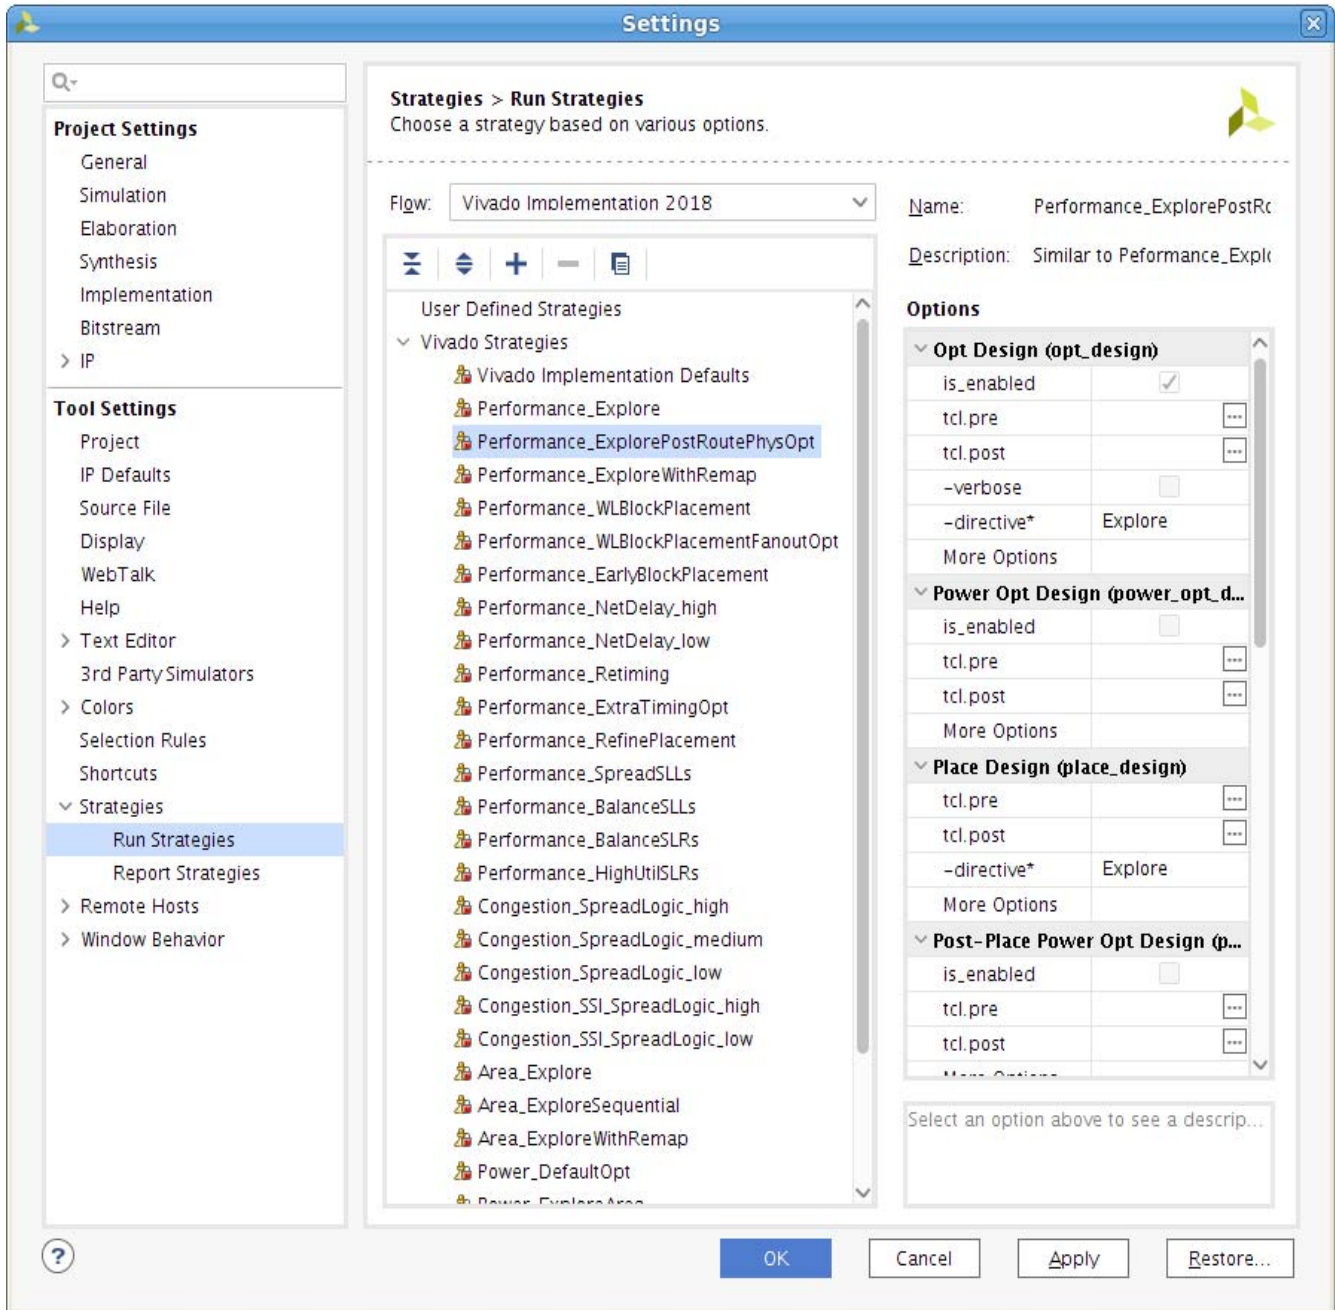 Settings
Project Settings
General
Simulation
Elaboration
Synthesis
Implementation
Bitstream
IP
Tool Settings
Project
IP Defaults
Source File
Display
WebTalk
Help
Text Editor
3rd Party Simulators
Colors
Selection Rules
Shortcuts
Strategies
Run Strategies
Report Strategies
Remote Hosts
Window Behavior
Strategies > Run Strategies
Choose a strategy based on various options.
Flow: Vivado Implementation 2018
User Defined Strategies
Vivado Strategies
Vivado Implementation Defaults
Performance_Explore
Performance_ExplorePostRoutePhysOpt
Performance_ExploreWithRemap
Performance_WLBlockPlacement
Performance_WLBlockPlacementFanoutOpt
Performance_EarlyBlockPlacement
Performance_NetDelay_high
Performance_NetDelay_low
Performance_Retiming
Performance_ExtraTimingOpt
Performance_RefinePlacement
Performance_SpreadSLLs
Performance_BalanceSLLs
Performance_BalanceSLRs
Performance_HighUtilSLRs
Congestion_SpreadLogic_high
Congestion_SpreadLogic_medium
Congestion_SpreadLogic_low
Congestion_SSI_SpreadLogic_high
Congestion_SSI_SpreadLogic_low
Area_Explore
Area_ExploreSequential
Area_ExploreWithRemap
Power_DefaultOpt
Power_ExploreArea
Name: Performance_ExplorePostRo
Description: Similar to Peformance_Explo
Options
Opt Design (opt_design)
is_enabled
tcl.pre
tcl.post
-verbose
-directive* Explore
More Options
Power Opt Design (power_opt_d...
is_enabled
tcl.pre
tcl.post
More Options
Place Design (place_design)
tcl.pre
tcl.post
-directive* Explore
More Options
Post-Place Power Opt Design (p...
is_enabled
tcl.pre
tcl.post
More Options
Select an option above to see a descrip...
?
OK
Cancel
Apply
Restore...